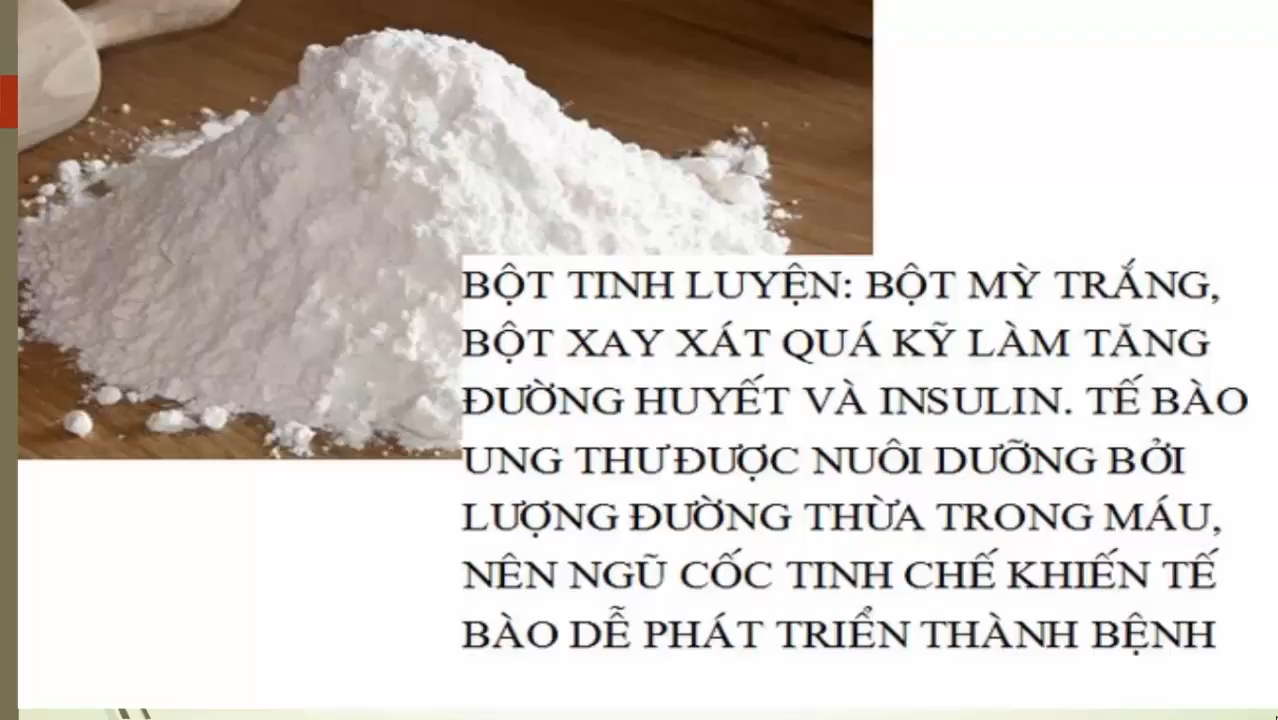 BỘT TINH LUYỆN: BỘT MỲ TRẮNG,
BỘT XAY XÁT QUÁ KỸ LÀM TĂNG
ĐƯỜNG HUYẾT VÀ INSULIN. TẾ BÀO
UNG THƯ ĐƯỢC NUÔI DƯỠNG BỞI
LƯỢNG ĐƯỜNG THỪA TRONG MÁU,
NÊN NGŨ CỐC TINH CHẾ KHIẾN TẾ
BÀO DỄ PHÁT TRIỂN THÀNH BỆNH